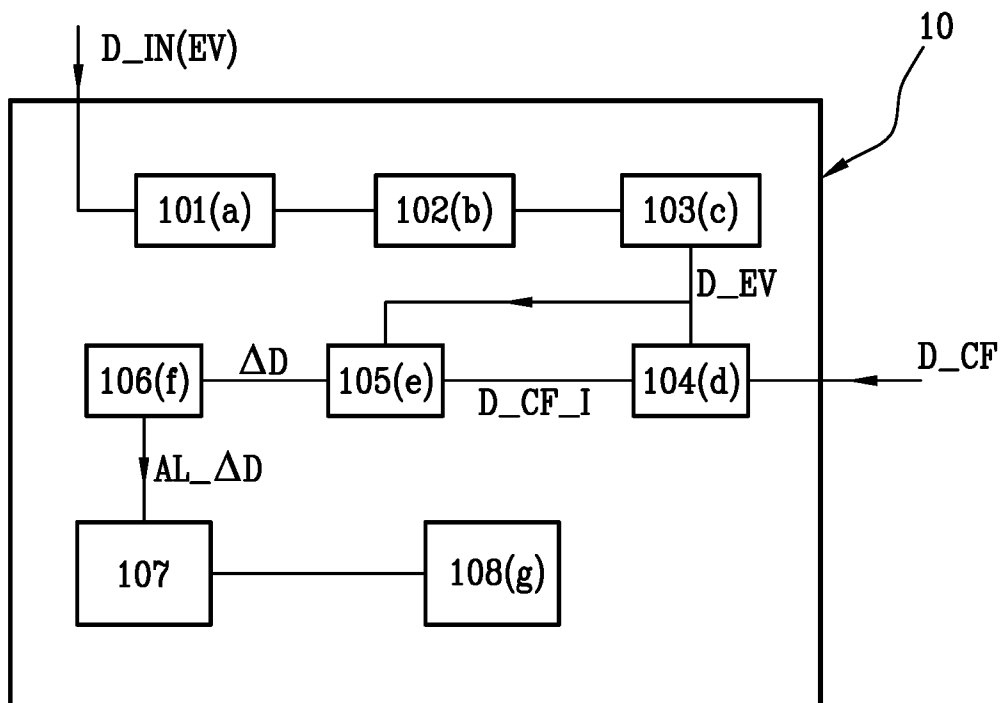 10
D_IN(EV)
101(a)
102(b)
103(c)
D_EV
D_CF
106(f)
ΔD
105(e)
D_CF_I
104(d)
AL_ΔD
107
108(g)